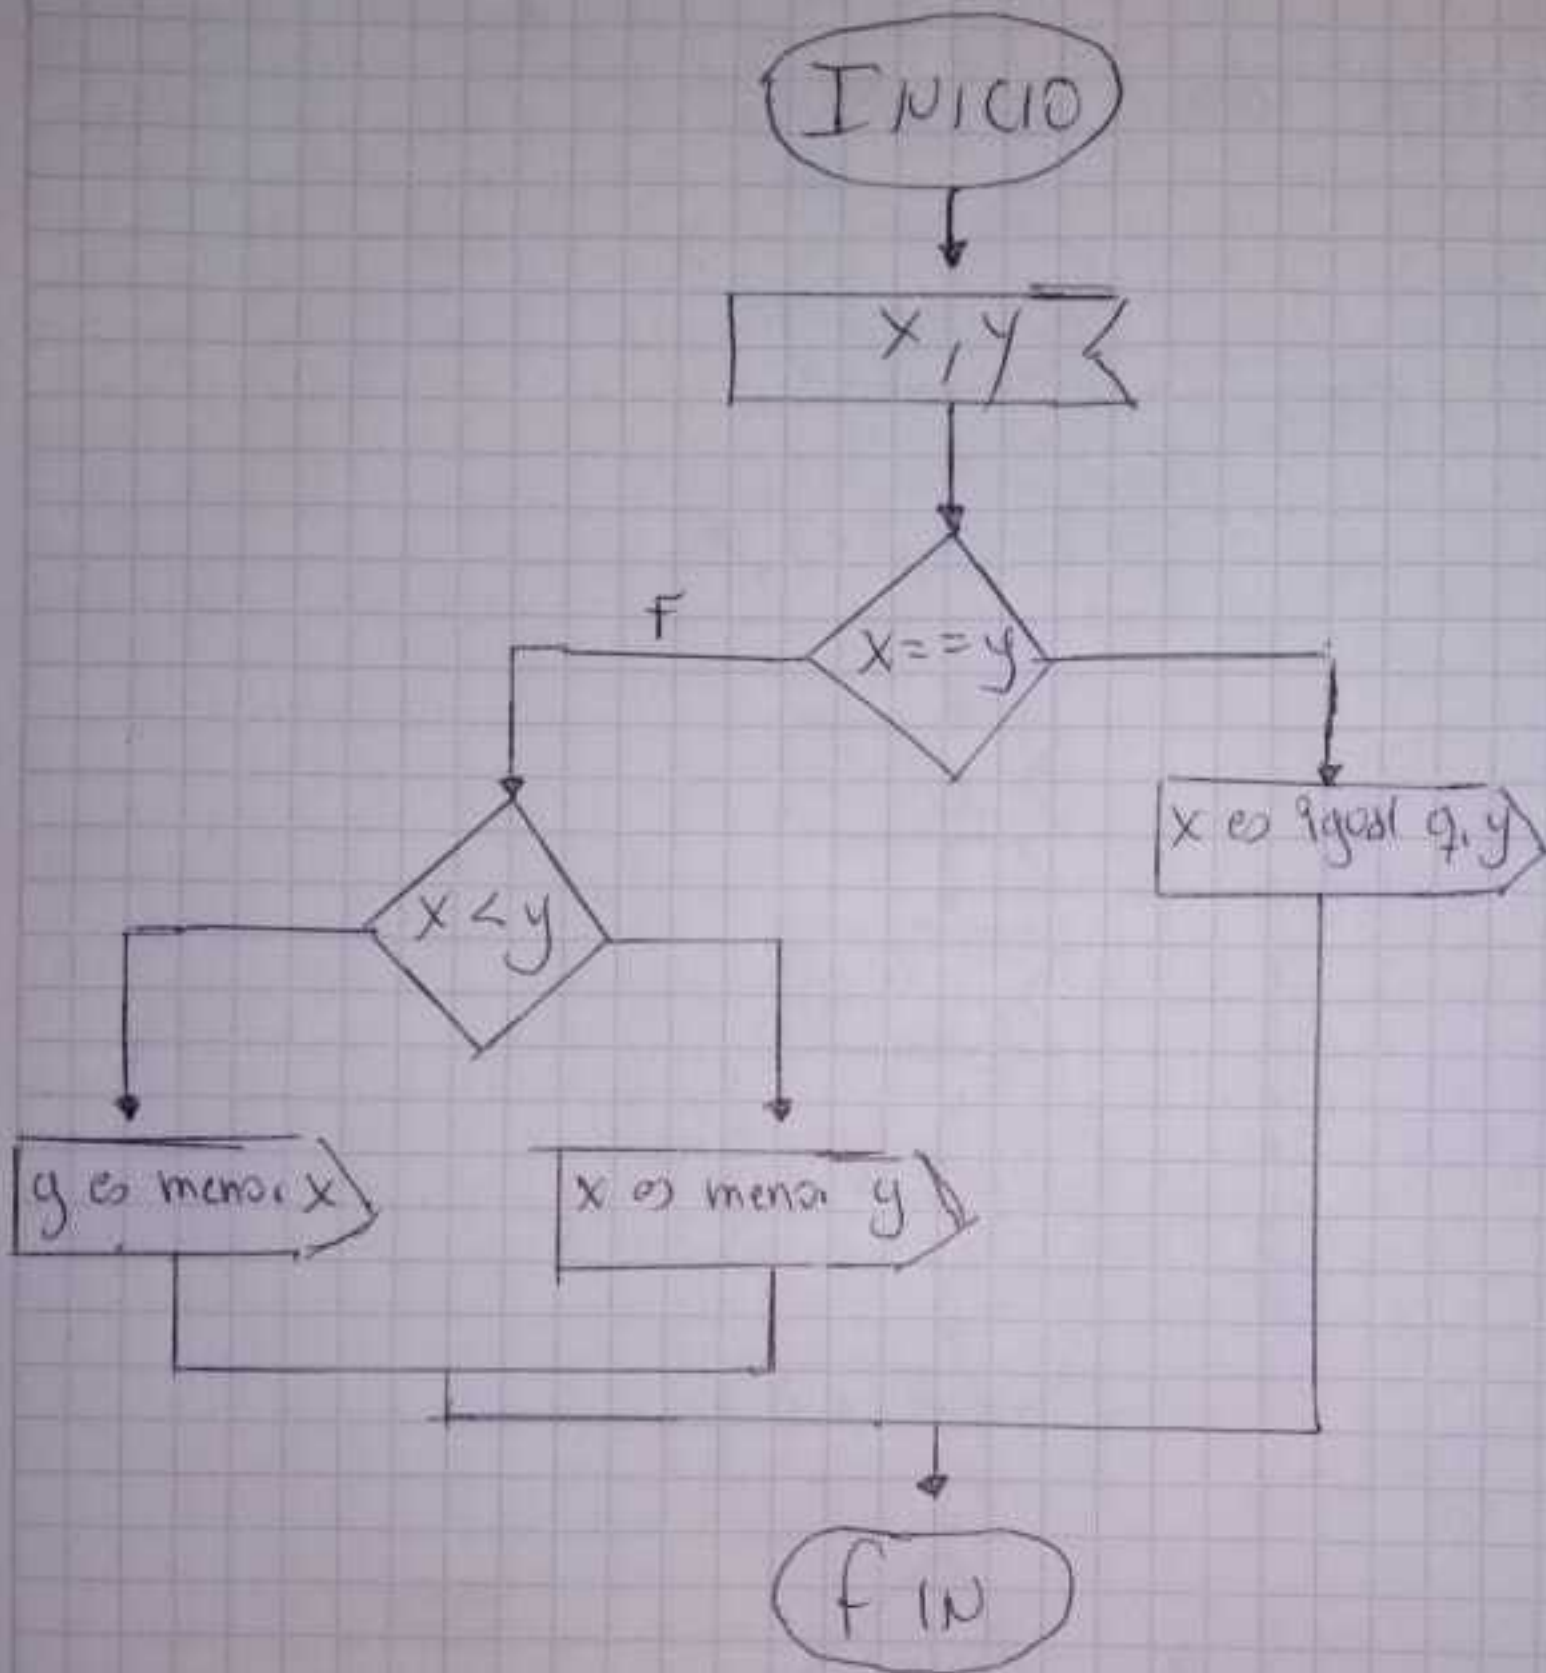 INICIO
x, y
F
x==y
x es igual a y
x < y
y es menor x
x es menor y
FIN